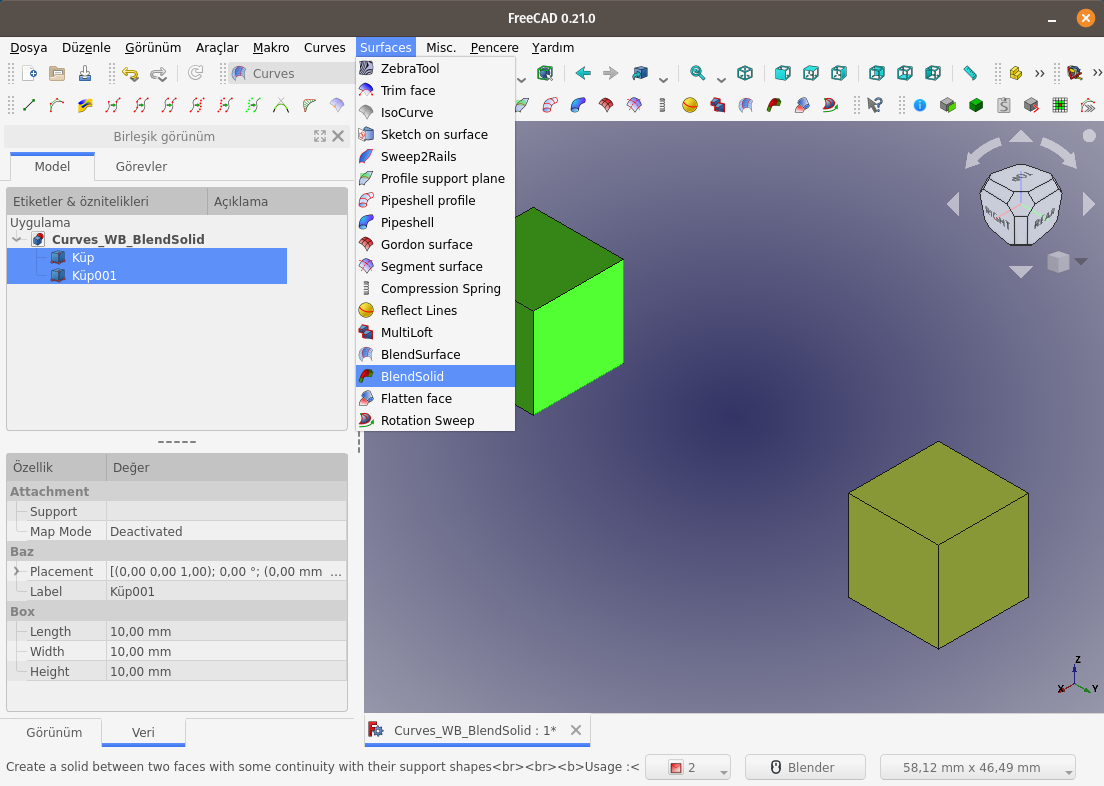 FreeCAD 0.21.0
Dosya Düzenle Görünüm Araçlar Makro Curves Surfaces Misc. Pencere Yardım
Curves
ZebraTool
Trim face
IsoCurve
Sketch on surface
Sweep2Rails
Profile support plane
Pipeshell profile
Pipeshell
Gordon surface
Segment surface
Compression Spring
Reflect Lines
MultiLoft
BlendSurface
BlendSolid
Flatten face
Rotation Sweep
Birleşik görünüm
Model Görevler
Etiketler & öznitelikleri Açıklama
Uygulama
Curves_WB_BlendSolid
Küp
Küp001
Özellik Değer
Attachment
Support
Map Mode Deactivated
Baz
Placement [(0,00 0,00 1,00); 0,00 °; (0,00 mm ...
Label Küp001
Box
Length 10,00 mm
Width 10,00 mm
Height 10,00 mm
Görünüm Veri
TOP
RIGHT REAR
Z
X Y
Curves_WB_BlendSolid : 1*
Create a solid between two faces with some continuity with their support shapes<br><br><b>Usage :<
2 Blender 58,12 mm x 46,49 mm